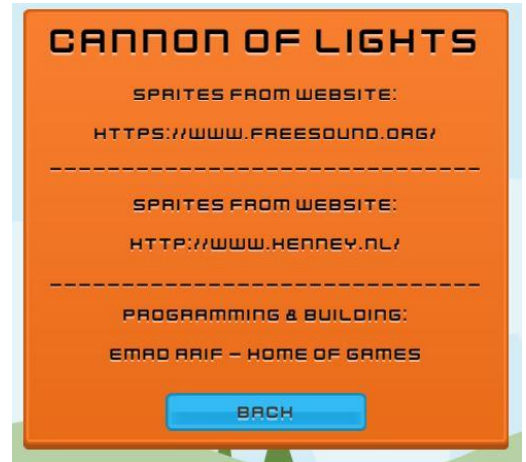 CANNON OF LIGHTS
SPRITES FROM WEBSITE:
HTTPS://WWW.FREESOUND.ORG/
------------------------------
SPRITES FROM WEBSITE:
HTTP://WWW.HENNEY.NL/
------------------------------
PROGRAMMING & BUILDING:
EMAD ARIF - HOME OF GAMES
BACK